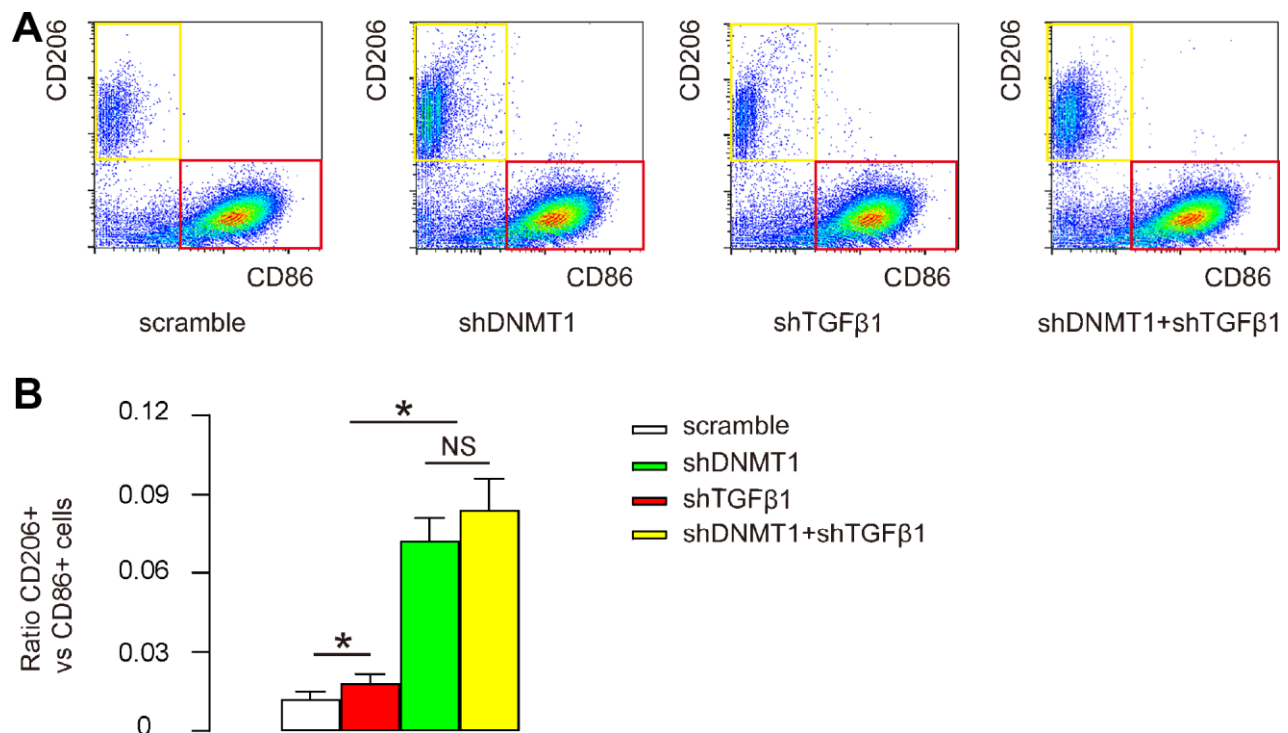 A
CD206
CD86
scramble
CD206
CD86
shDNMT1
CD206
CD86
shTGFβ1
CD206
CD86
shDNMT1+shTGFβ1
B
Ratio CD206+
vs CD86+ cells
0.12
0.09
0.06
0.03
0
*
*
NS
scramble
shDNMT1
shTGFβ1
shDNMT1+shTGFβ1